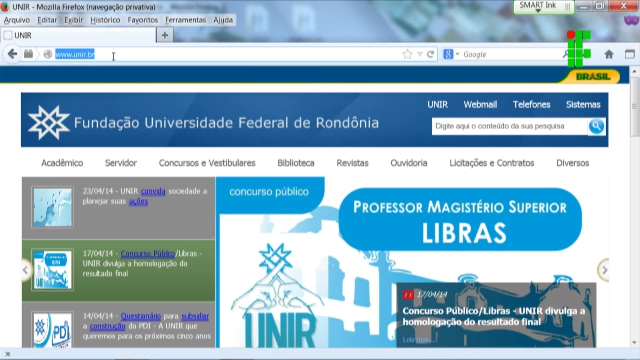 UNIR - Mozilla Firefox (navegação privativa)
SMART Ink
Arquivo Editar Exibir Histórico Favoritos Ferramentas Ajuda
UNIR
www.unir.br
Google
BRASIL
UNIR Webmail Telefones Sistemas
Fundação Universidade Federal de Rondônia
Digite aqui o conteúdo da sua pesquisa
Acadêmico Servidor Concursos e Vestibulares Biblioteca Revistas Ouvidoria Licitações e Contratos Diversos
23/04/14 - UNIR convida sociedade a
planejar suas ações
17/04/14 - Concurso Público/Libras -
UNIR divulga a homologação do
resultado final
14/04/14 - Questionário para subsidiar
a construção do PDI - A UNIR que
queremos para os próximos cinco anos
PDI
concurso público
UNIR
PROFESSOR MAGISTÉRIO SUPERIOR
LIBRAS
17/04/14
Concurso Público/Libras - UNIR divulga a
homologação do resultado final